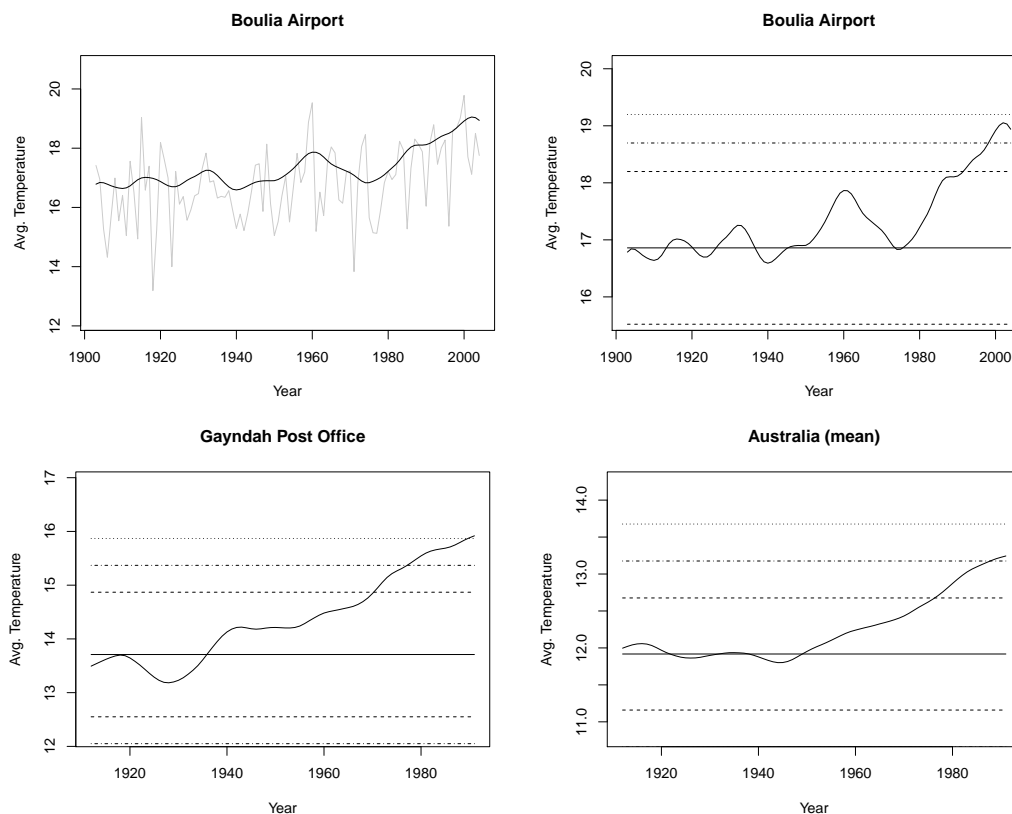 Boulia Airport
Avg. Temperature
20
18
16
14
12
1900 1920 1940 1960 1980 2000
Year
Boulia Airport
Avg. Temperature
20
19
18
17
16
1900 1920 1940 1960 1980 2000
Year
Gayndah Post Office
Avg. Temperature
17
16
15
14
13
12
1920 1940 1960 1980
Year
Australia (mean)
Avg. Temperature
14.0
13.0
12.0
11.0
1920 1940 1960 1980
Year